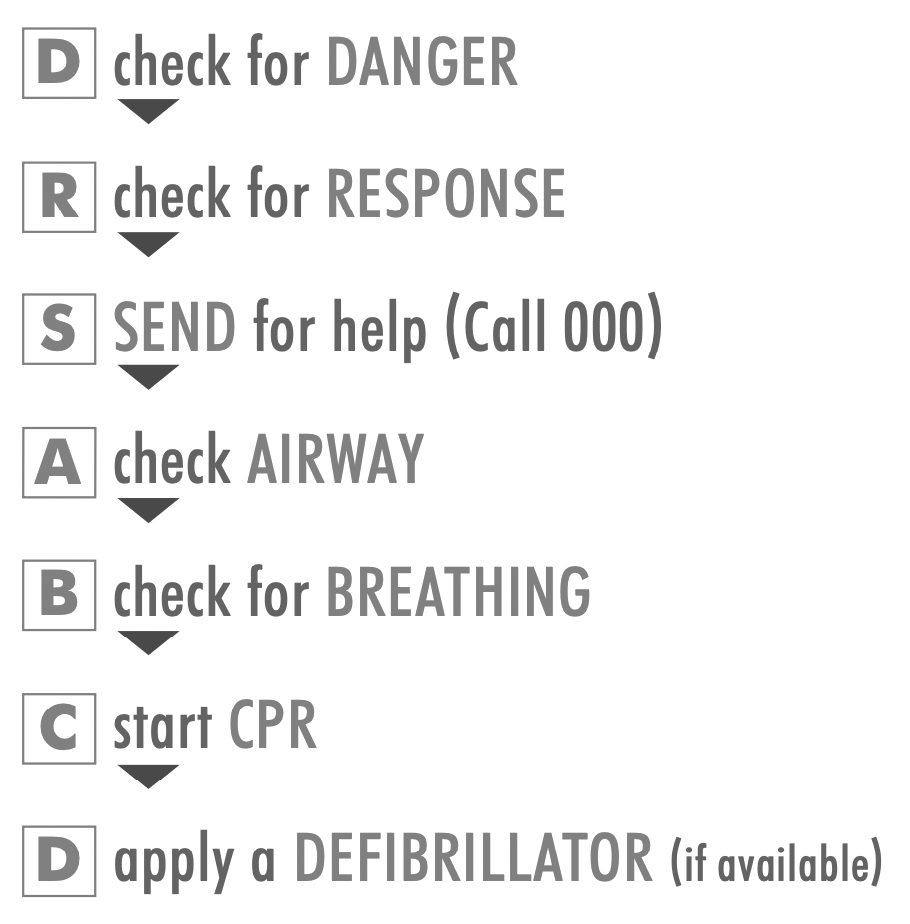 D check for DANGER
R check for RESPONSE
S SEND for help (Call 000)
A check AIRWAY
B check for BREATHING
C start CPR
D apply a DEFIBRILLATOR (if available)